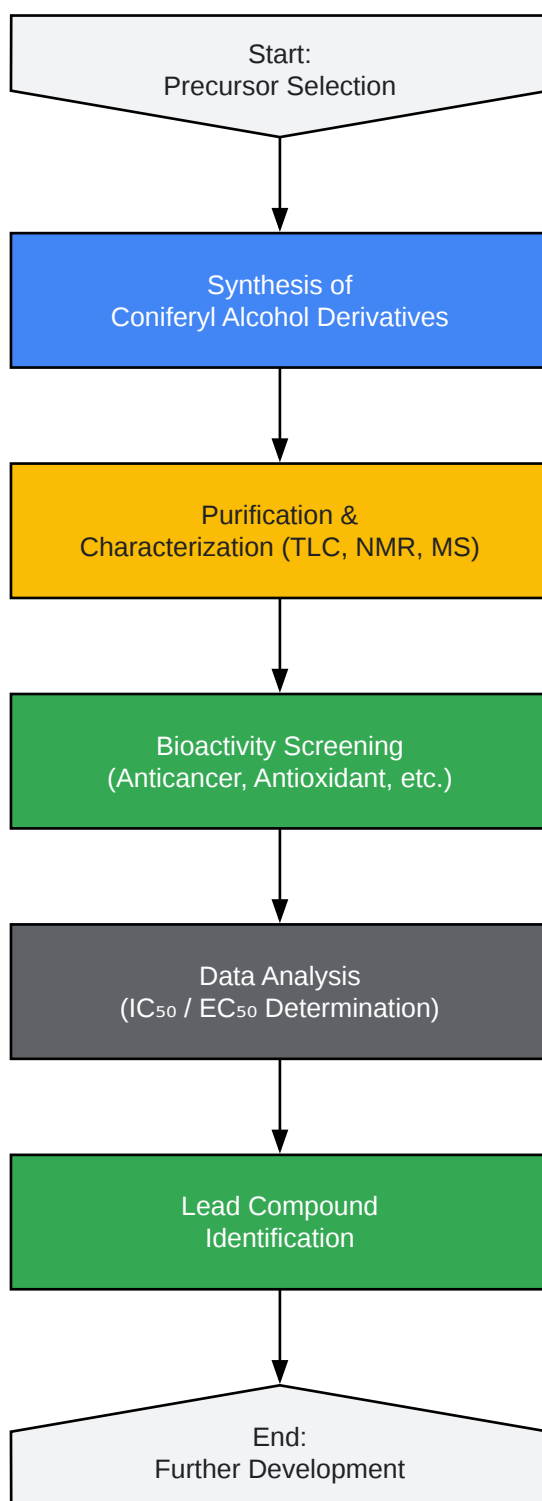 Start:
Precursor Selection
Synthesis of
Coniferyl Alcohol Derivatives
Purification &
Characterization (TLC, NMR, MS)
Bioactivity Screening
(Anticancer, Antioxidant, etc.)
Data Analysis
(IC₅₀ / EC₅₀ Determination)
Lead Compound
Identification
End:
Further Development